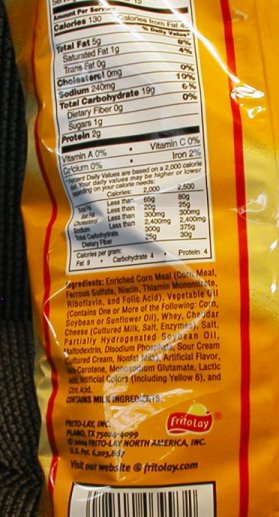 12
Amount Per Serving
Calories 130 Calories from Fat 4
% Daily Value*
Total Fat 5g 8%
Saturated Fat 1g 4%
Trans Fat 0g
Cholesterol 0mg 0%
Sodium 240mg 10%
Total Carbohydrate 19g 6%
Dietary Fiber 0g 0%
Sugars 1g
Protein 2g
Vitamin A 0% • Vitamin C 0%
Calcium 0% • Iron 2%
*Percent Daily Values are based on a 2,000 calorie
diet. Your daily values may be higher or lower
depending on your calorie needs:
Calories: 2,000 2,500
Less than 65g 80g
Sat Fat Less than 20g 25g
Cholesterol Less than 300mg 300mg
Sodium Less than 2,400mg 2,400mg
Total Carbohydrate 300g 375g
Dietary Fiber 25g 30g
Calories per gram:
Fat 9 • Carbohydrate 4 • Protein 4
Ingredients: Enriched Corn Meal (Corn Meal,
Ferrous Sulfate, Niacin, Thiamin Mononitrate,
Riboflavin, and Folic Acid), Vegetable Oil
(Contains One or More of the Following: Corn,
Soybean or Sunflower Oil), Whey, Cheddar
Cheese (Cultured Milk, Salt, Enzymes), Salt,
Partially Hydrogenated Soybean Oil,
Maltodextrin, Disodium Phosphate, Sour Cream
(Cultured Cream, Nonfat Milk), Artificial Flavor,
Carotene, Monosodium Glutamate, Lactic
Acid, Artificial Colors (Including Yellow 6), and
Citric Acid.
CONTAINS MILK INGREDIENTS.
FritoLay
FRITO-LAY, INC.
PLANO, TX 75024-4099
© 2004 FRITO-LAY NORTH AMERICA, INC.
U.S. Pat. 6,203,867
Visit our website @ fritolay.com